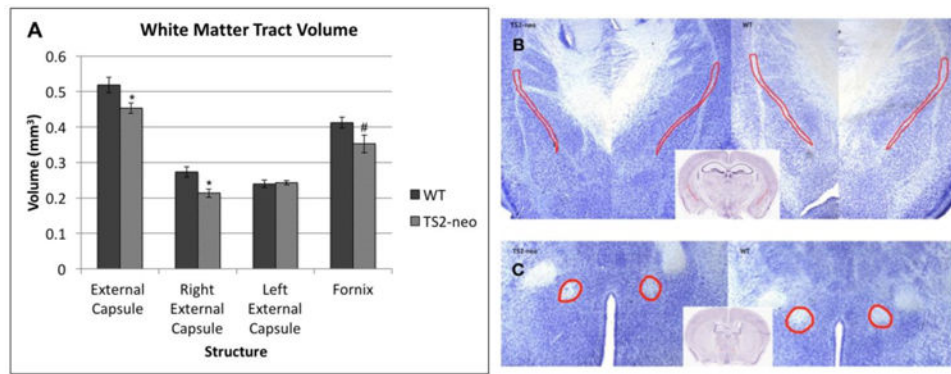 A
White Matter Tract Volume
Volume (mm³)
0.6
0.5
0.4
0.3
0.2
0.1
0
*
*
#
External
Capsule
Right
External
Capsule
Left
External
Capsule
Fornix
Structure
WT
TS2-neo
B
TS2-neo
WT
C
TS2-neo
WT